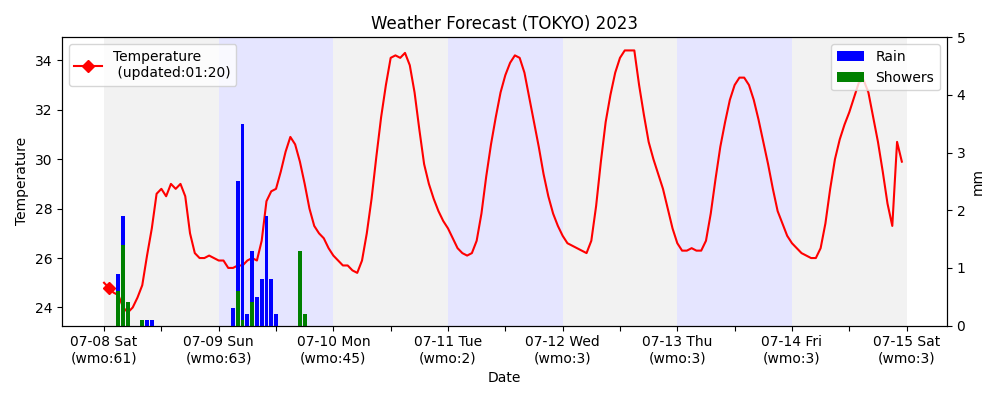 Weather Forecast (TOKYO) 2023
Temperature
(updated:01:20)
Rain
Showers
34
32
30
28
26
24
Temperature
5
4
3
2
1
0
mm
07-08 Sat 07-09 Sun 07-10 Mon 07-11 Tue 07-12 Wed 07-13 Thu 07-14 Fri 07-15 Sat
(wmo:61) (wmo:63) (wmo:45) (wmo:2) (wmo:3) (wmo:3) (wmo:3) (wmo:3)
Date